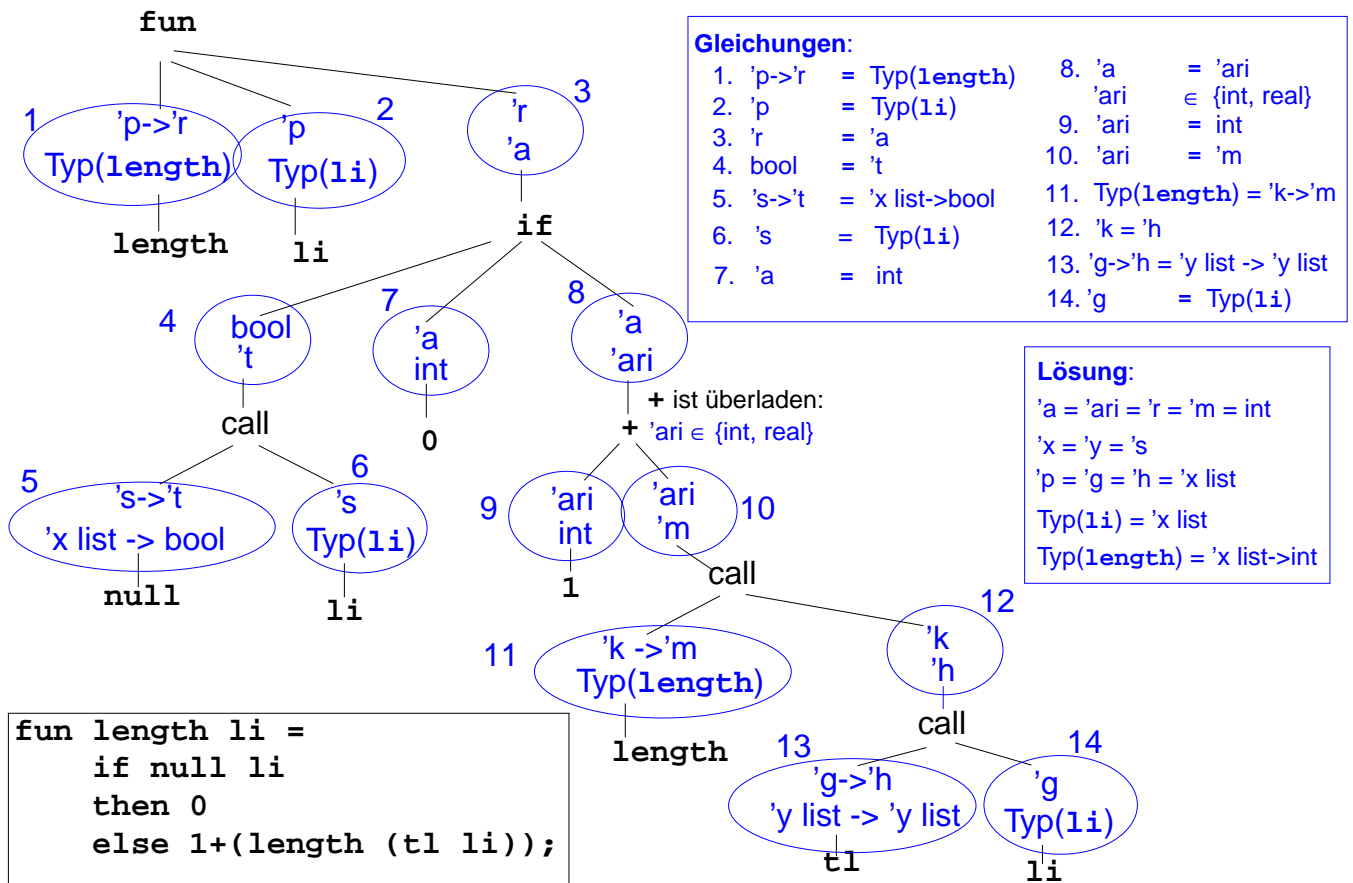 fun
1
'p->'r
Typ(length)
length
2
'p
Typ(li)
li
3
'r
'a
if
4
bool
't
call
7
'a
int
0
8
'a
'ari
+ ist überladen:
+ 'ari ∈ {int, real}
5
's->'t
'x list -> bool
null
6
's
Typ(li)
li
9
'ari
int
1
10
'ari
'm
call
11
'k ->'m
Typ(length)
length
12
'k
'h
call
13
'g->'h
'y list -> 'y list
tl
14
'g
Typ(li)
li
Gleichungen:
1. 'p->'r = Typ(length)
2. 'p = Typ(li)
3. 'r = 'a
4. bool = 't
5. 's->'t = 'x list->bool
6. 's = Typ(li)
7. 'a = int
8. 'a = 'ari
'ari ∈ {int, real}
9. 'ari = int
10. 'ari = 'm
11. Typ(length) = 'k->'m
12. 'k = 'h
13. 'g->'h = 'y list -> 'y list
14. 'g = Typ(li)
Lösung:
'a = 'ari = 'r = 'm = int
'x = 'y = 's
'p = 'g = 'h = 'x list
Typ(li) = 'x list
Typ(length) = 'x list->int
fun length li =
if null li
then 0
else 1+(length (tl li));